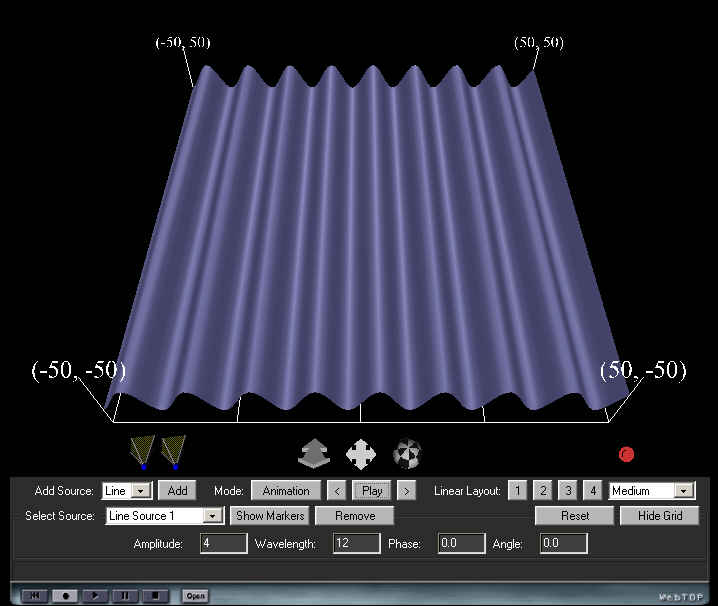 (-50, 50) (50, 50)
(-50, -50) (50, -50)
Add Source: Line Add Mode: Animation < Play > Linear Layout: 1 2 3 4 Medium
Select Source: Line Source 1 Show Markers Remove Reset Hide Grid
Amplitude: 4 Wavelength: 12 Phase: 0.0 Angle: 0.0
Open WebTOP